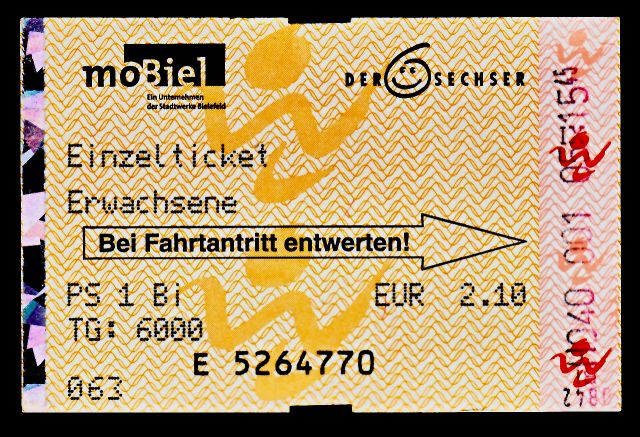 moBiel
Ein Unternehmen
der Stadtwerke Bielefeld
DER 6 SECHSER
Einzelticket
Erwachsene
Bei Fahrtantritt entwerten!
PS 1 Bi EUR 2.10
TG: 6000
E 5264770
063